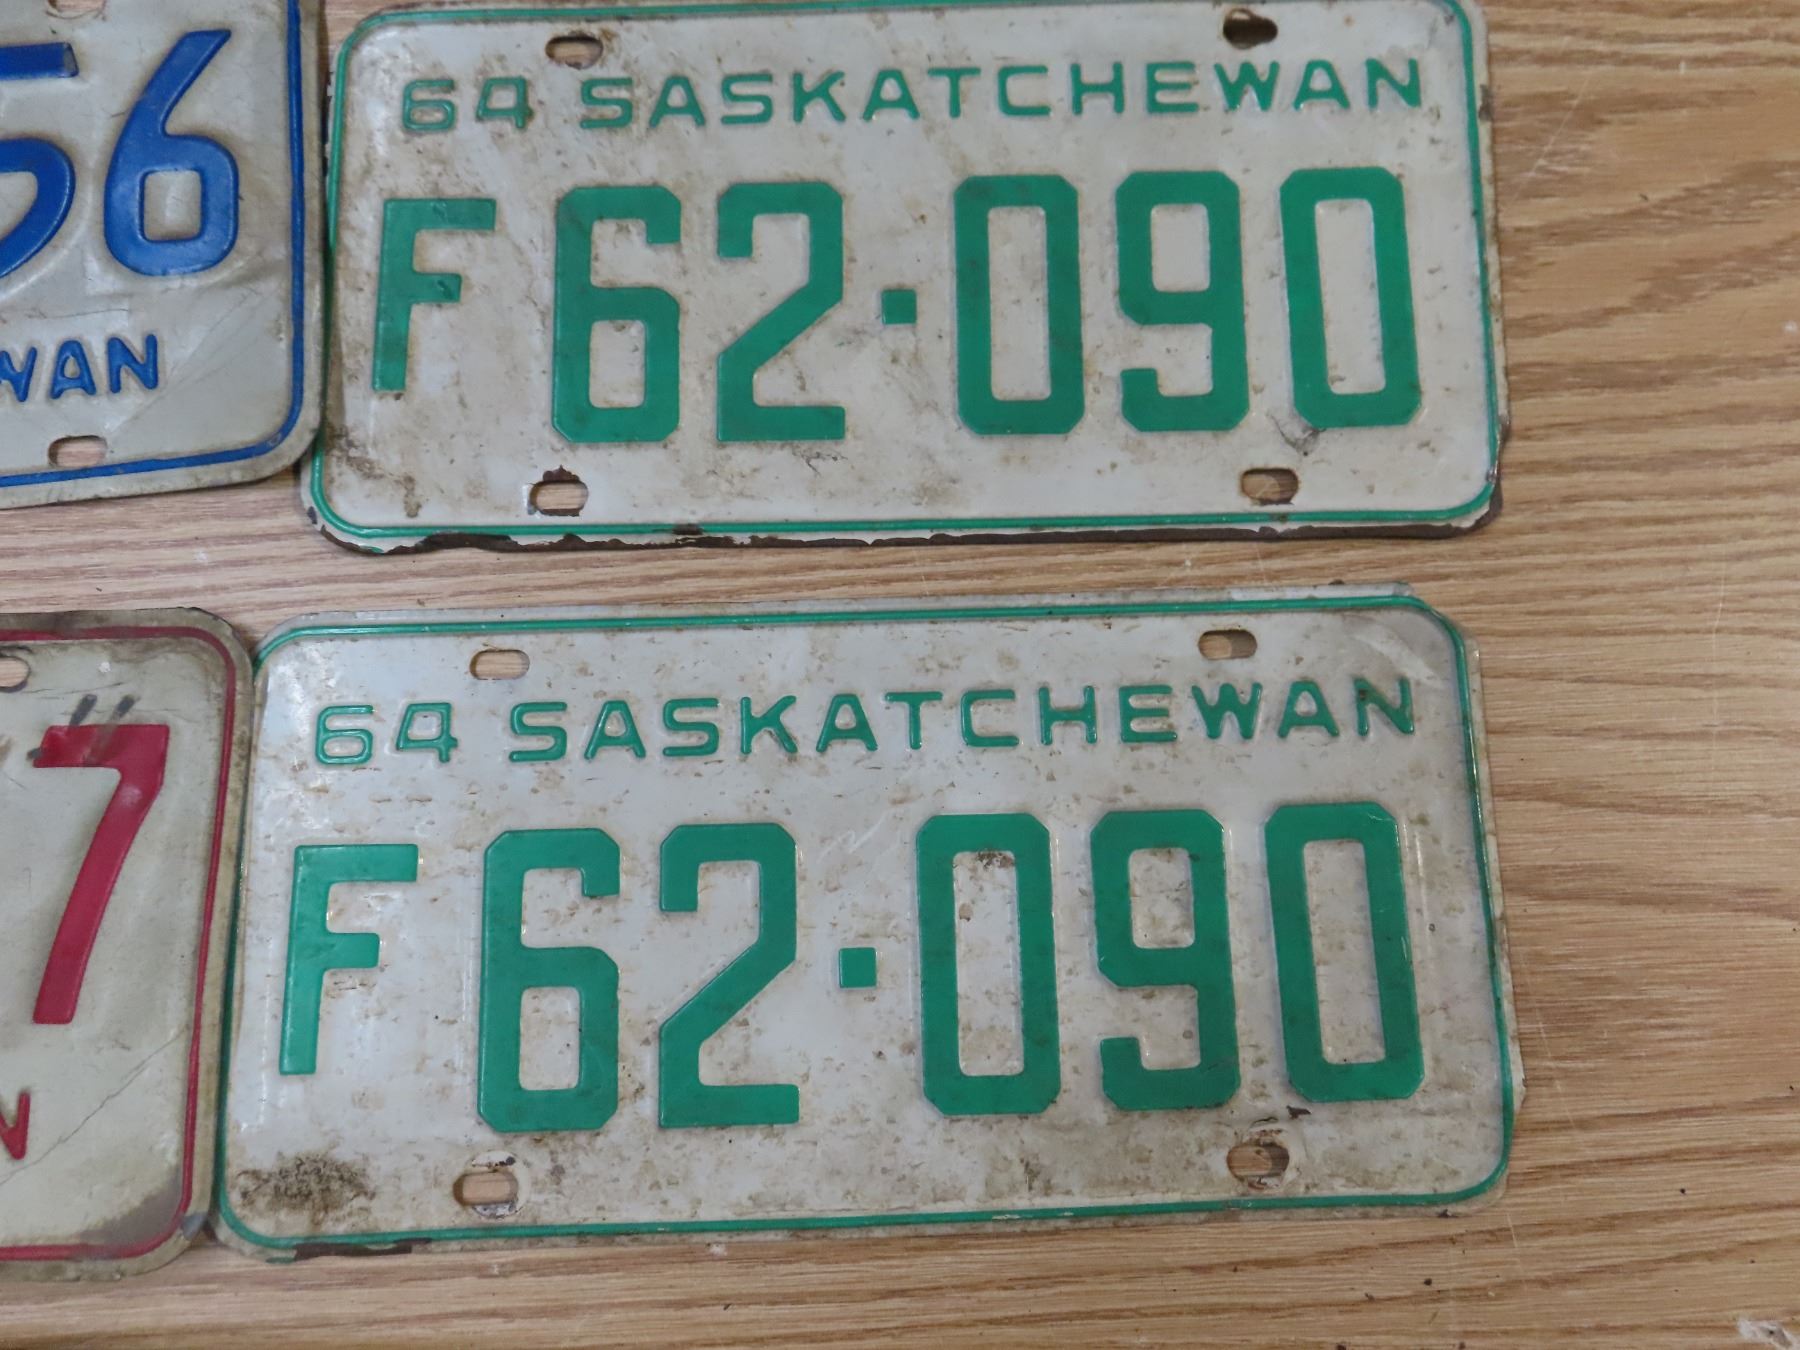 56
WAN
64 SASKATCHEWAN
F 62·090
7
N
64 SASKATCHEWAN
F 62·090